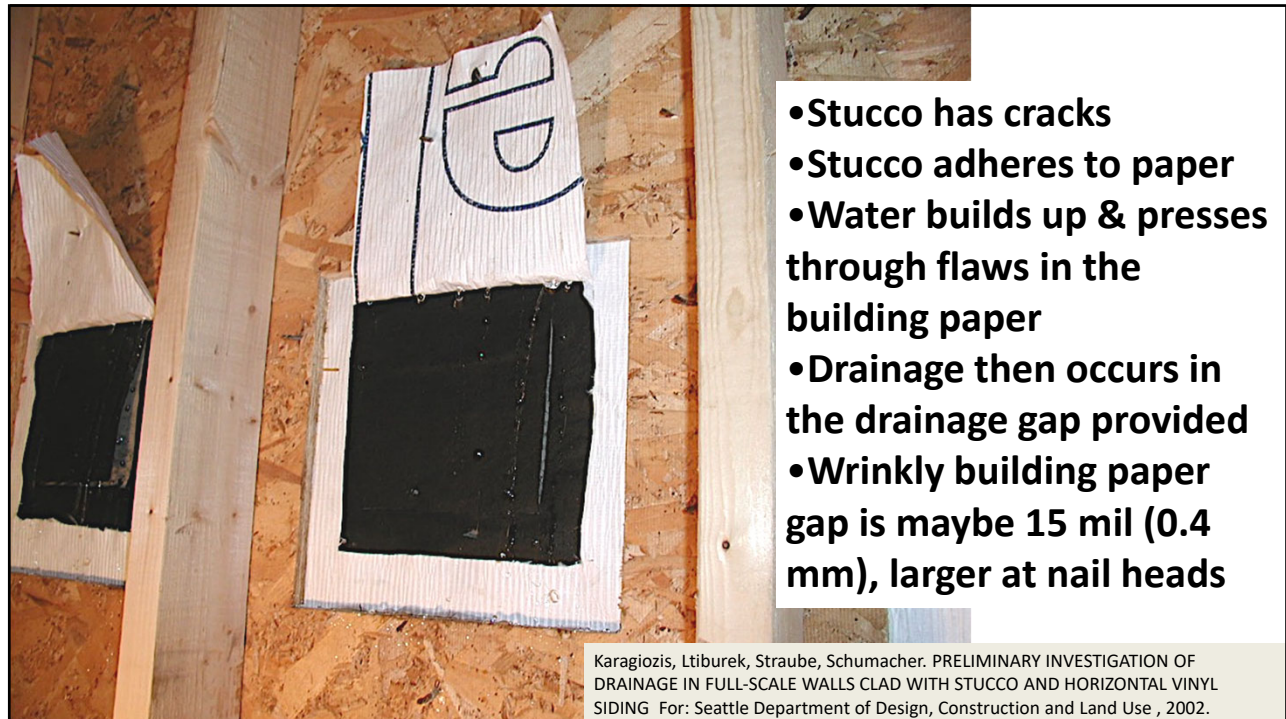 •Stucco has cracks
•Stucco adheres to paper
•Water builds up & presses
through flaws in the
building paper
•Drainage then occurs in
the drainage gap provided
•Wrinkly building paper
gap is maybe 15 mil (0.4
mm), larger at nail heads
Karagiozis, Ltiburek, Straube, Schumacher. PRELIMINARY INVESTIGATION OF
DRAINAGE IN FULL-SCALE WALLS CLAD WITH STUCCO AND HORIZONTAL VINYL
SIDING For: Seattle Department of Design, Construction and Land Use , 2002.